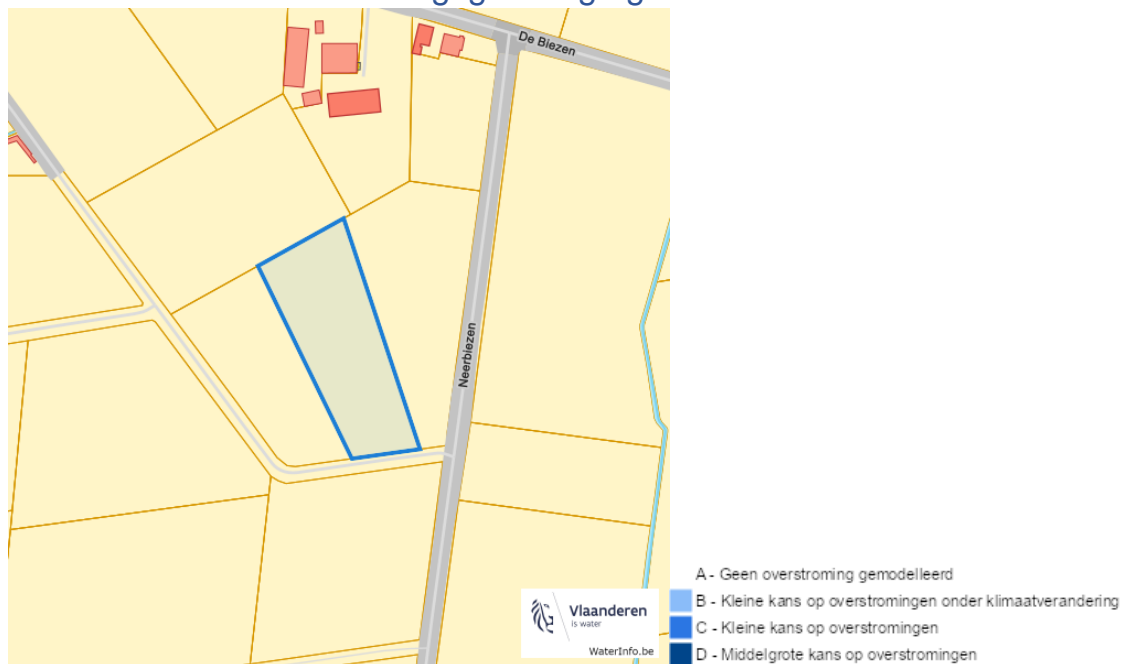 De Biezen
Neerbiezen
Vlaanderen
is water
WaterInfo.be
A - Geen overstroming gemodelleerd
B - Kleine kans op overstromingen onder klimaatverandering
C - Kleine kans op overstromingen
D - Middelgrote kans op overstromingen